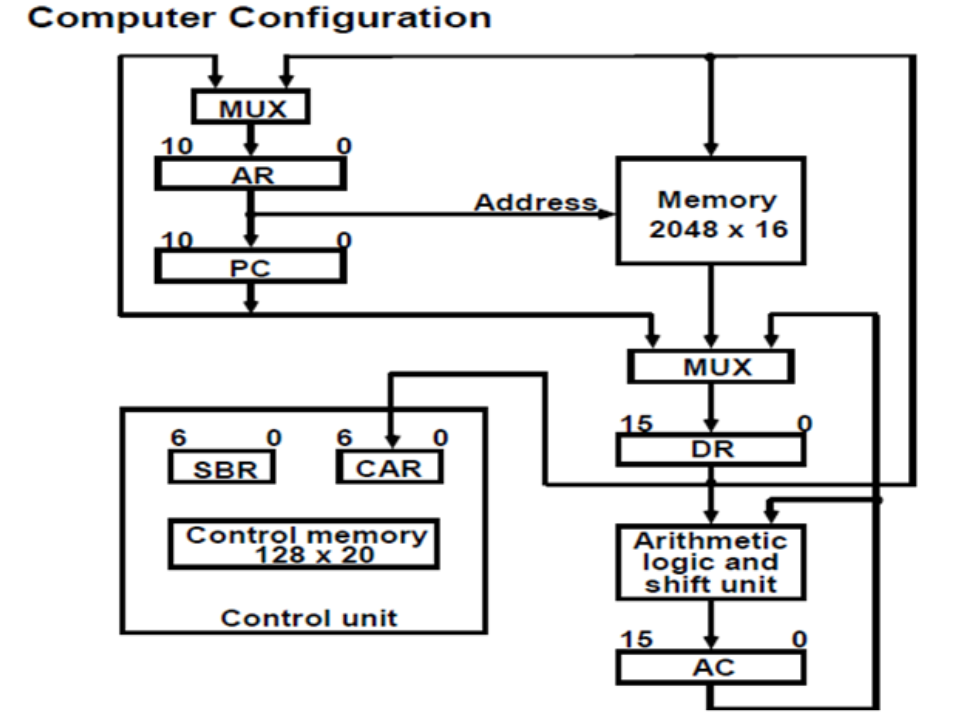 Computer Configuration
MUX
10 0
AR
Address
Memory
2048 x 16
10 0
PC
MUX
15 0
DR
6 0 6 0
SBR CAR
Control memory
128 x 20
Control unit
Arithmetic
logic and
shift unit
15 0
AC